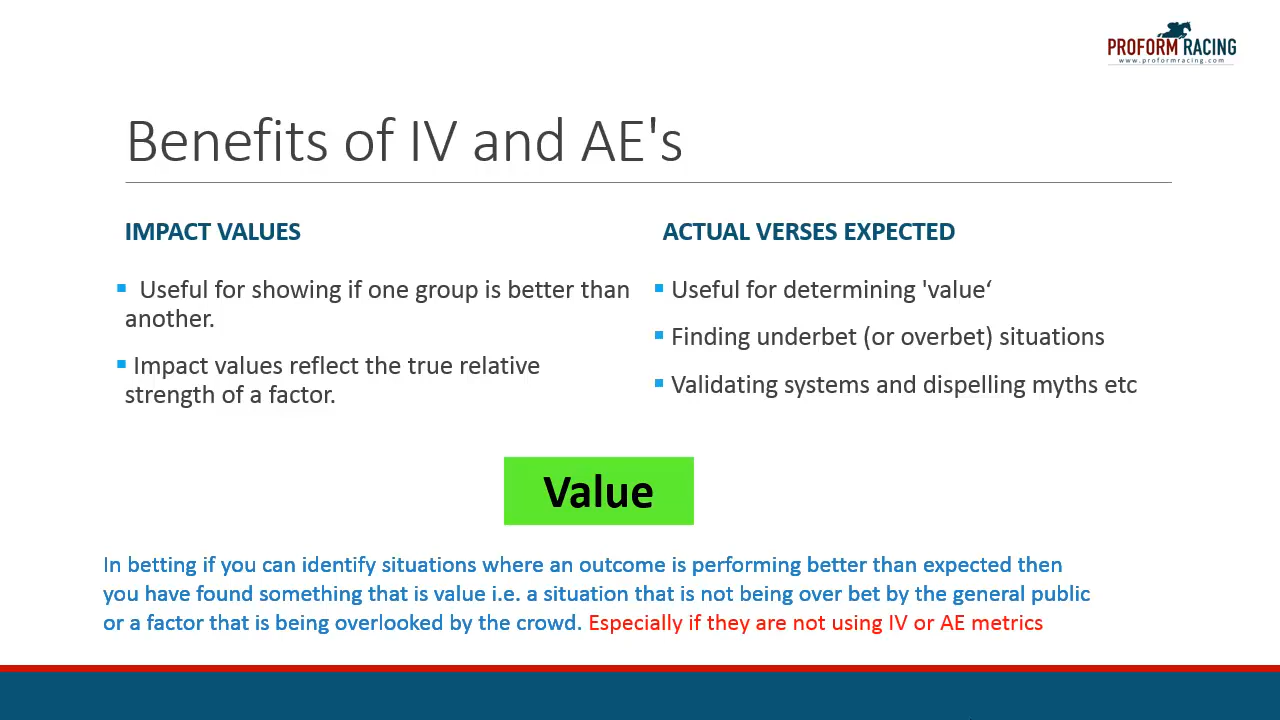 PROFORM RACING
www.proformracing.com
Benefits of IV and AE's
IMPACT VALUES
▪ Useful for showing if one group is better than
another.
▪ Impact values reflect the true relative
strength of a factor.
ACTUAL VERSES EXPECTED
▪ Useful for determining 'value‘
▪ Finding underbet (or overbet) situations
▪ Validating systems and dispelling myths etc
Value
In betting if you can identify situations where an outcome is performing better than expected then
you have found something that is value i.e. a situation that is not being over bet by the general public
or a factor that is being overlooked by the crowd. Especially if they are not using IV or AE metrics